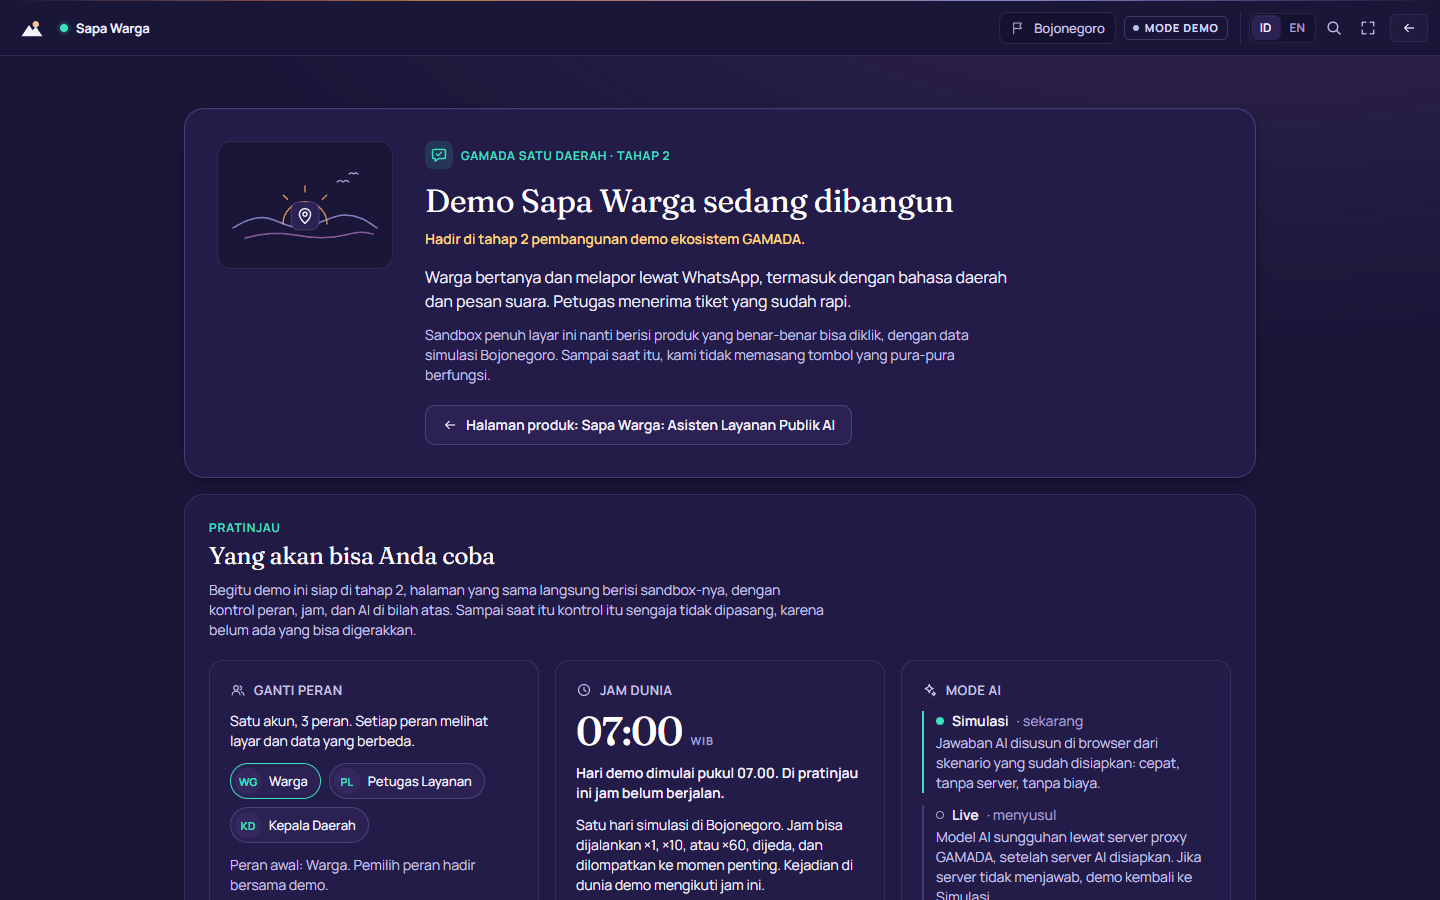 Sapa Warga
Bojonegoro
MODE DEMO
ID
EN
GAMADA SATU DAERAH · TAHAP 2
Demo Sapa Warga sedang dibangun
Hadir di tahap 2 pembangunan demo ekosistem GAMADA.
Warga bertanya dan melapor lewat WhatsApp, termasuk dengan bahasa daerah
dan pesan suara. Petugas menerima tiket yang sudah rapi.
Sandbox penuh layar ini nanti berisi produk yang benar-benar bisa diklik, dengan data
simulasi Bojonegoro. Sampai saat itu, kami tidak memasang tombol yang pura-pura
berfungsi.
Halaman produk: Sapa Warga: Asisten Layanan Publik AI
PRATINJAU
Yang akan bisa Anda coba
Begitu demo ini siap di tahap 2, halaman yang sama langsung berisi sandbox-nya, dengan
kontrol peran, jam, dan AI di bilah atas. Sampai saat itu kontrol itu sengaja tidak dipasang, karena
belum ada yang bisa digerakkan.
GANTI PERAN
Satu akun, 3 peran. Setiap peran melihat
layar dan data yang berbeda.
WG Warga
PL Petugas Layanan
KD Kepala Daerah
Peran awal: Warga. Pemilih peran hadir
bersama demo.
JAM DUNIA
07:00 WIB
Hari demo dimulai pukul 07.00. Di pratinjau
ini jam belum berjalan.
Satu hari simulasi di Bojonegoro. Jam bisa
dijalankan ×1, ×10, atau ×60, dijeda, dan
dilompatkan ke momen penting. Kejadian di
dunia demo mengikuti jam ini.
MODE AI
Simulasi · sekarang
Jawaban AI disusun di browser dari
skenario yang sudah disiapkan: cepat,
tanpa server, tanpa biaya.
Live · menyusul
Model AI sungguhan lewat server proxy
GAMADA, setelah server AI disiapkan. Jika
server tidak menjawab, demo kembali ke
Simulasi.